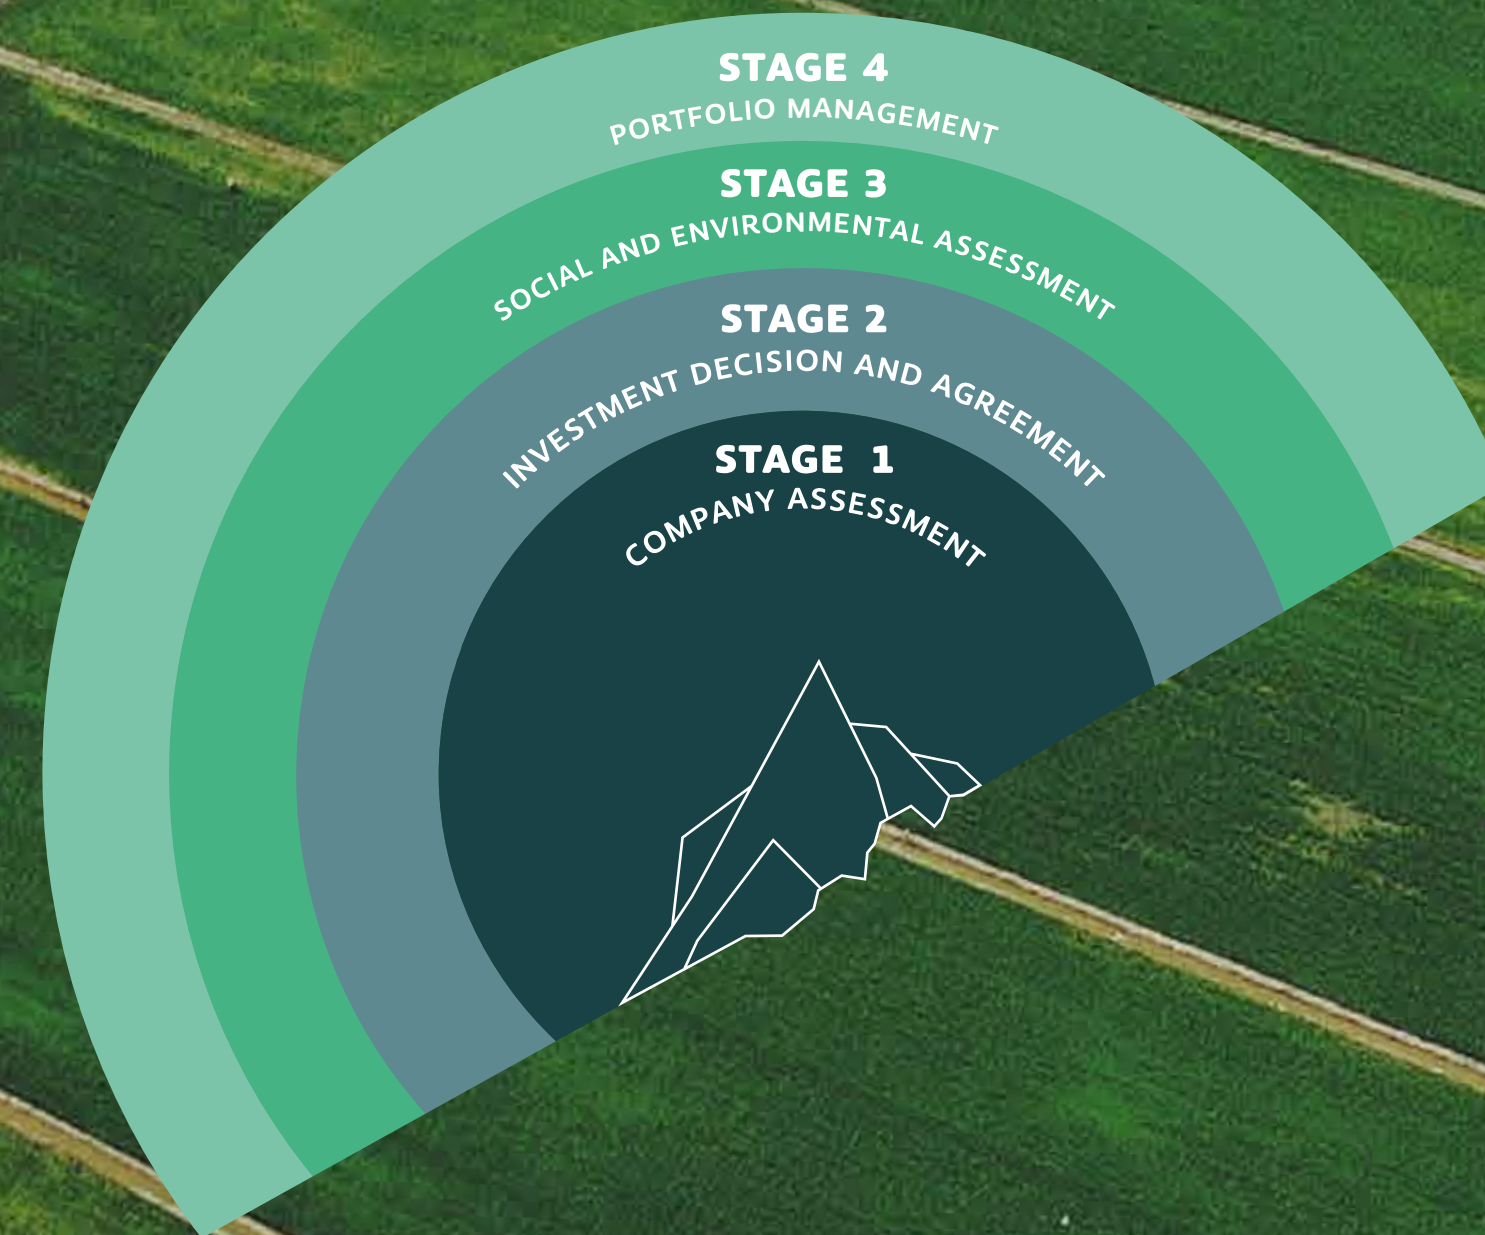 STAGE 4
PORTFOLIO MANAGEMENT
STAGE 3
SOCIAL AND ENVIRONMENTAL ASSESSMENT
STAGE 2
INVESTMENT DECISION AND AGREEMENT
STAGE 1
COMPANY ASSESSMENT